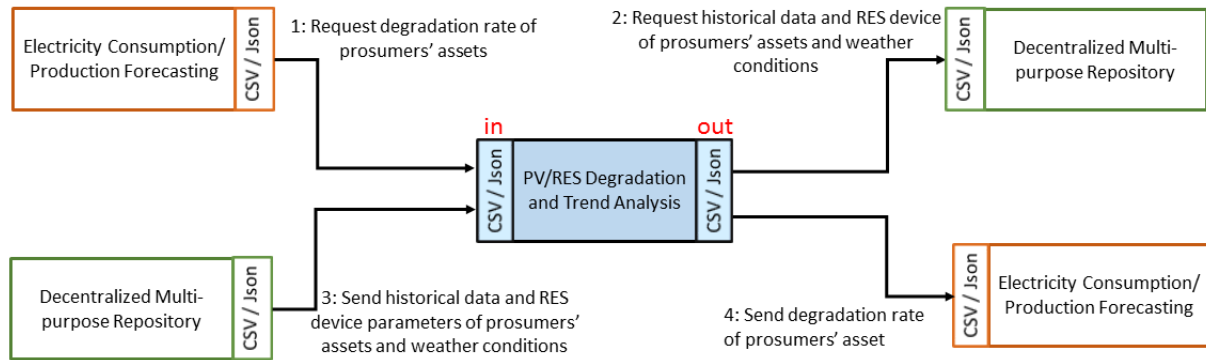 Electricity Consumption/
Production Forecasting
CSV / Json
1: Request degradation rate of
prosumers' assets
2: Request historical data and RES device
of prosumers' assets and weather
conditions
CSV / Json
Decentralized Multi-
purpose Repository
in
out
CSV / Json
PV/RES Degradation
and Trend Analysis
CSV / Json
Decentralized Multi-
purpose Repository
CSV / Json
3: Send historical data and RES
device parameters of prosumers'
assets and weather conditions
4: Send degradation rate
of prosumers' asset
CSV / Json
Electricity Consumption/
Production Forecasting